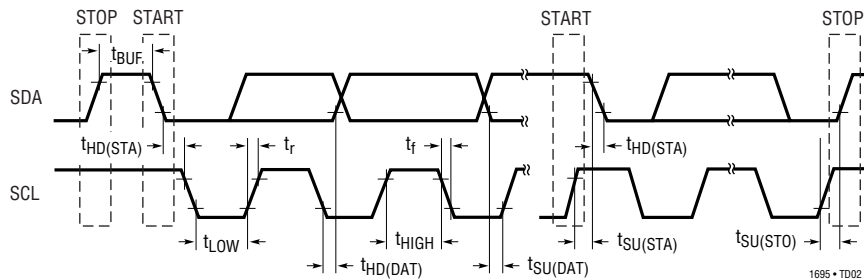 STOP START START STOP
tBUF
SDA
tHD(STA) tr tf tHD(STA)
SCL
tLOW tHIGH tSU(STA) tSU(STO)
tHD(DAT) tSU(DAT)
1695 • TD02